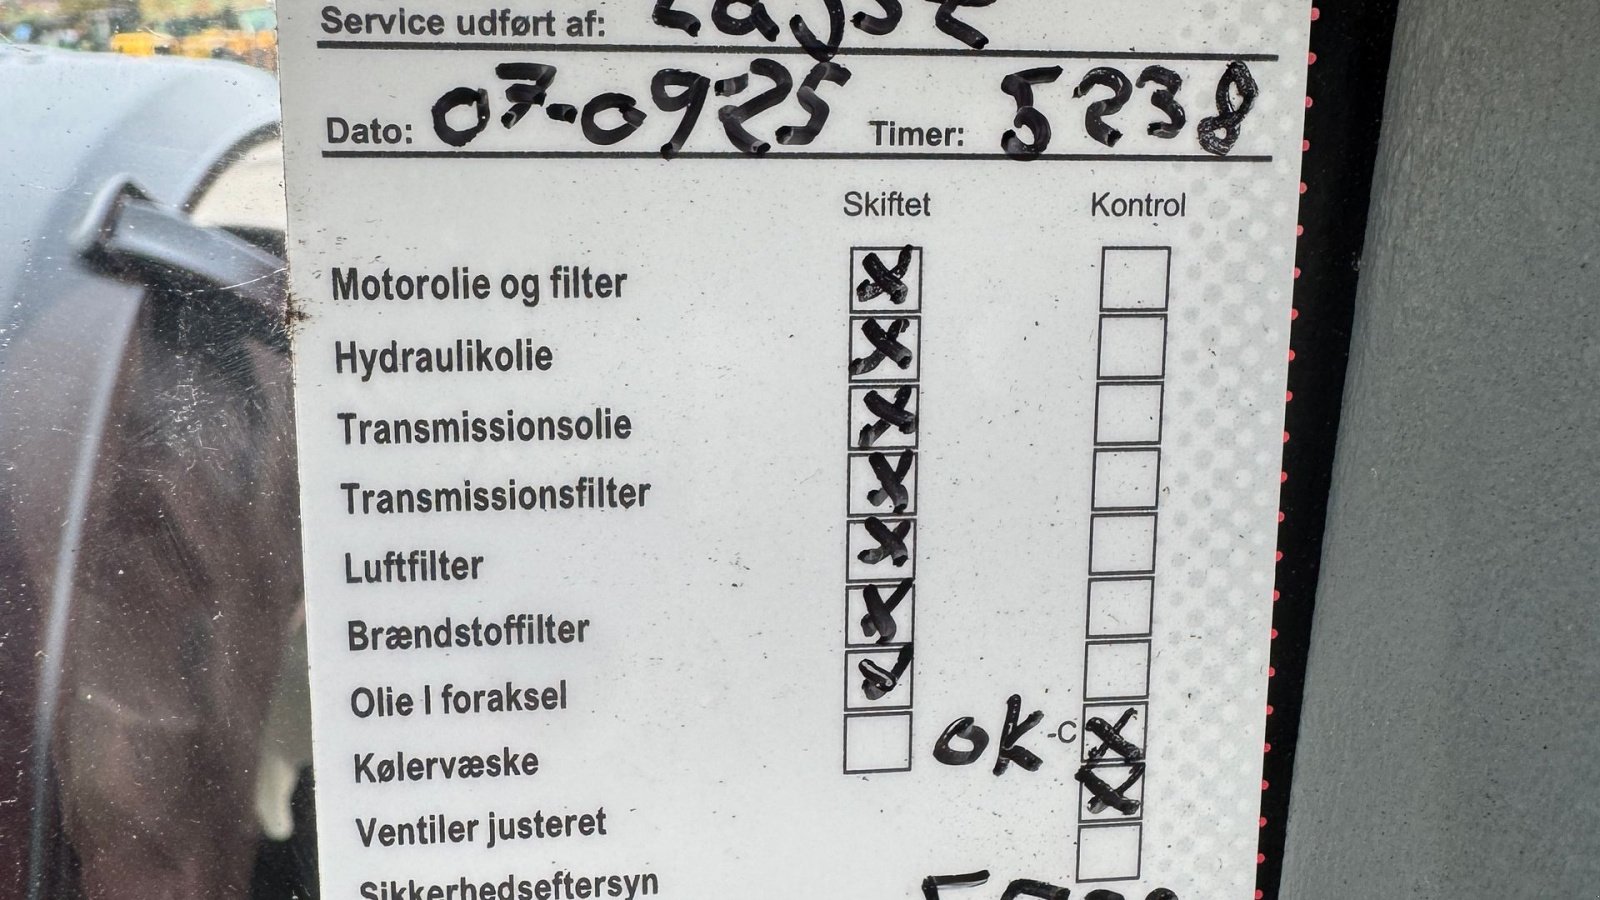 Service udført af:
Dato: 07-0925 Timer: 5238
Skiftet Kontrol
Motorolie og filter X
Hydraulikolie X
Transmissionsolie X
Transmissionsfilter X
Luftfilter X
Brændstoffilter X
Olie I foraksel
Kølervæske OK -C X
Ventiler justeret X
Sikkerhedseftersyn